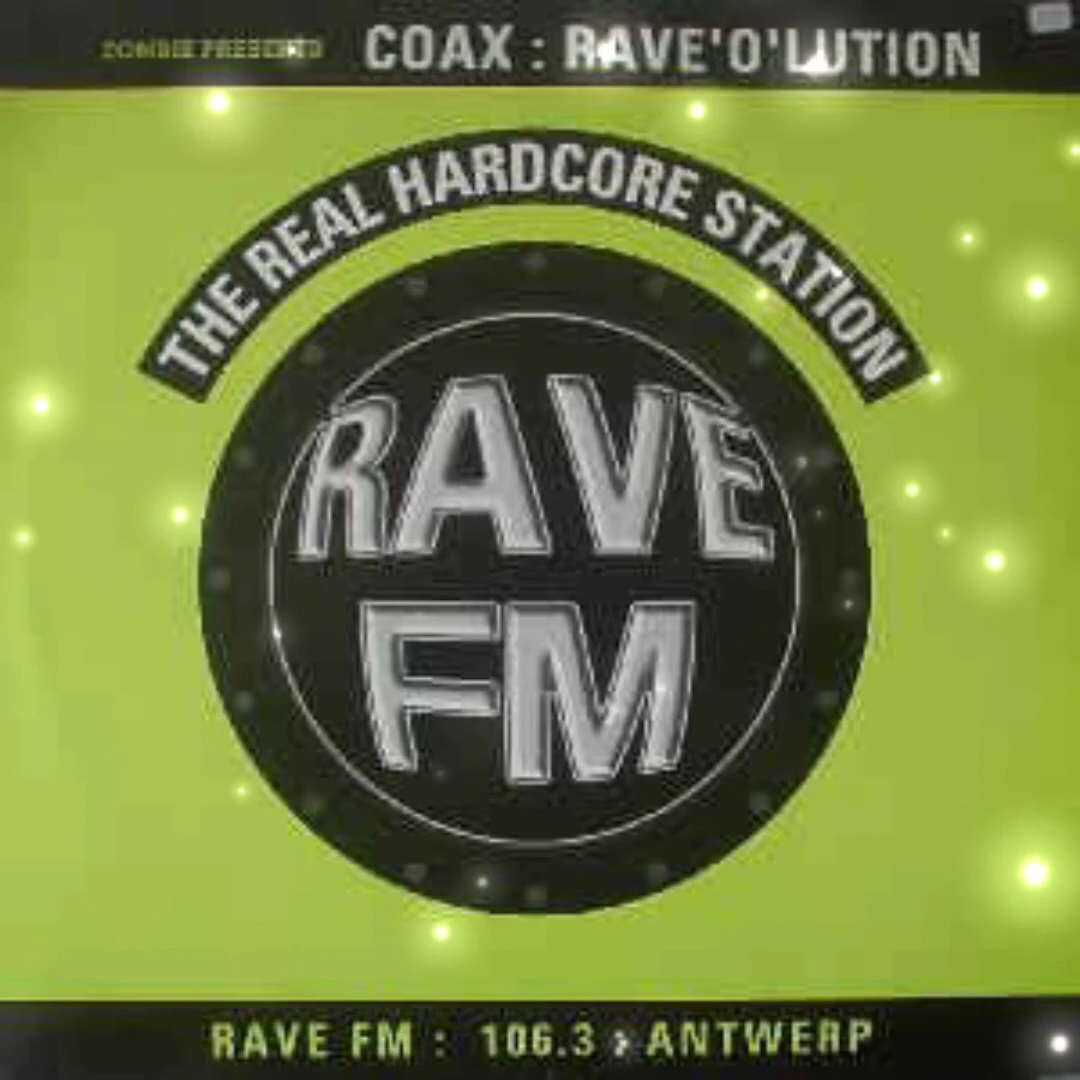 ZOMBIE PRESENTS COAX : RAVE'O'LUTION
THE REAL HARDCORE STATION
RAVE
FM
RAVE FM : 106.3 > ANTWERP